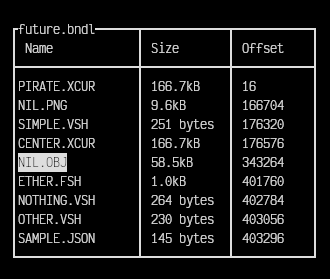 future.bndl
Name Size Offset
PIRATE.XCUR 166.7kB 16
NIL.PNG 9.6kB 166704
SIMPLE.VSH 251 bytes 176320
CENTER.XCUR 166.7kB 176576
NIL.OBJ 58.5kB 343264
ETHER.FSH 1.0kB 401760
NOTHING.VSH 264 bytes 402784
OTHER.VSH 230 bytes 403056
SAMPLE.JSON 145 bytes 403296